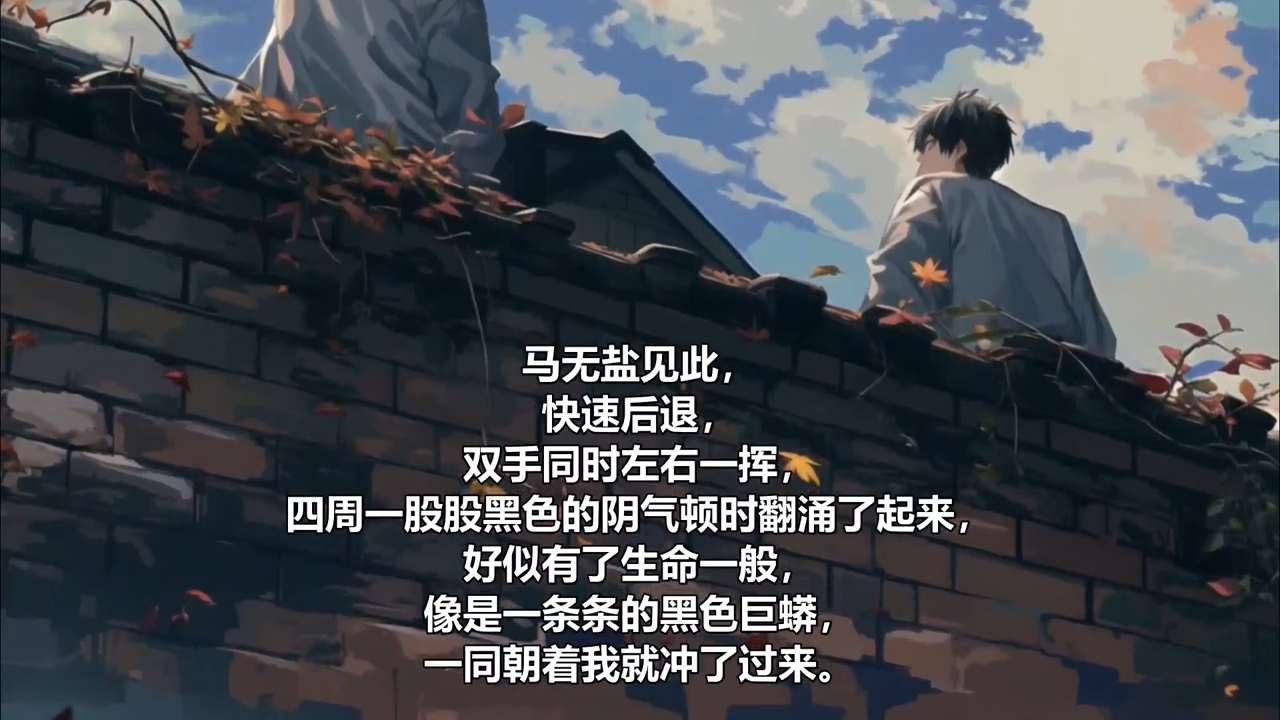 马无盐见此，
快速后退，
双手同时左右一挥，
四周一股股黑色的阴气顿时翻涌了起来，
好似有了生命一般，
像是一条条的黑色巨蟒，
一同朝着我就冲了过来。